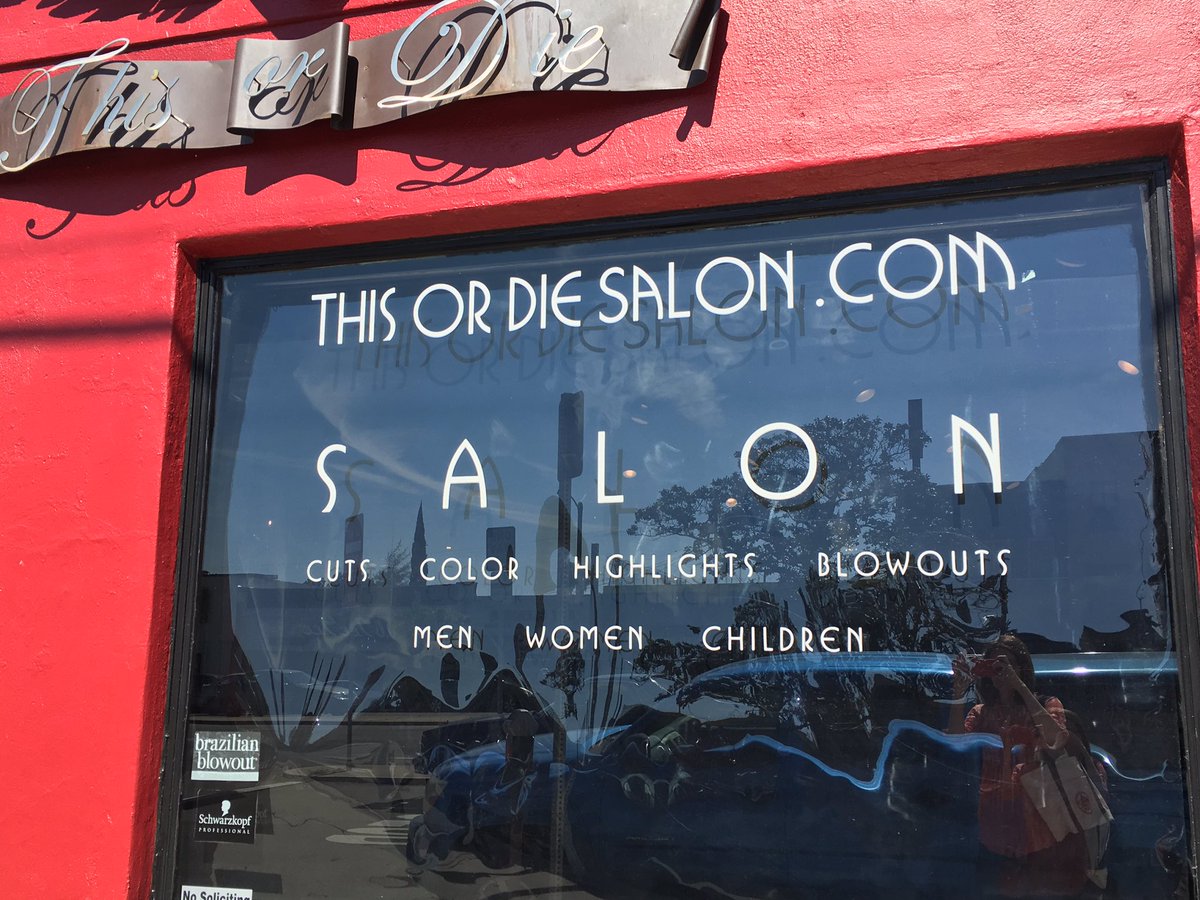 This or Die
THIS OR DIE SALON.COM
SALON
CUTS COLOR HIGHLIGHTS BLOWOUTS
MEN WOMEN CHILDREN
brazilian
blowout
Schwarzkopf
PROFESSIONAL
No Soliciting